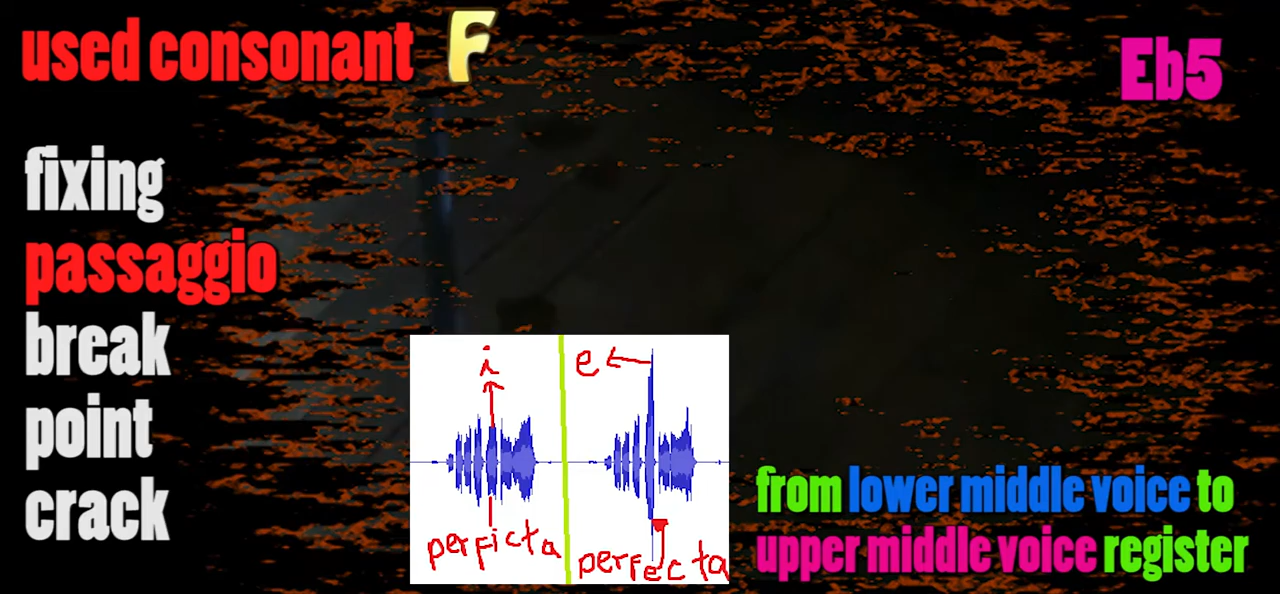 used consonant F
Eb5
fixing
passaggio
break
point
crack
i
e
perficta
perfecta
from lower middle voice to
upper middle voice register